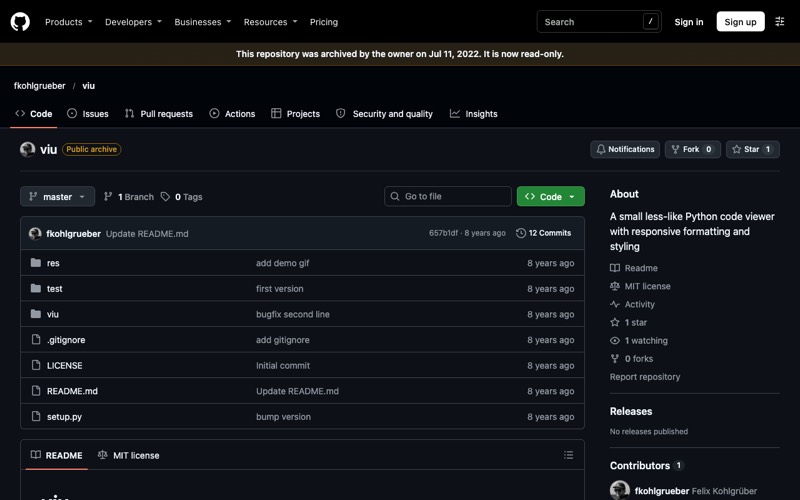 Products Developers Businesses Resources Pricing Search / Sign in Sign up
This repository was archived by the owner on Jul 11, 2022. It is now read-only.
fkohlgrueber / viu
Code Issues Pull requests Actions Projects Security and quality Insights
viu Public archive Notifications Fork 0 Star 1
master 1 Branch 0 Tags Go to file Code
fkohlgrueber Update README.md 657b1df · 8 years ago 12 Commits
res add demo gif 8 years ago
test first version 8 years ago
viu bugfix second line 8 years ago
.gitignore add gitignore 8 years ago
LICENSE Initial commit 8 years ago
README.md Update README.md 8 years ago
setup.py bump version 8 years ago
README MIT license
viu
About
A small less-like Python code viewer
with responsive formatting and
styling
Readme
MIT license
Activity
1 star
1 watching
0 forks
Report repository
Releases
No releases published
Contributors 1
fkohlgrueber Felix Kohlgrüber